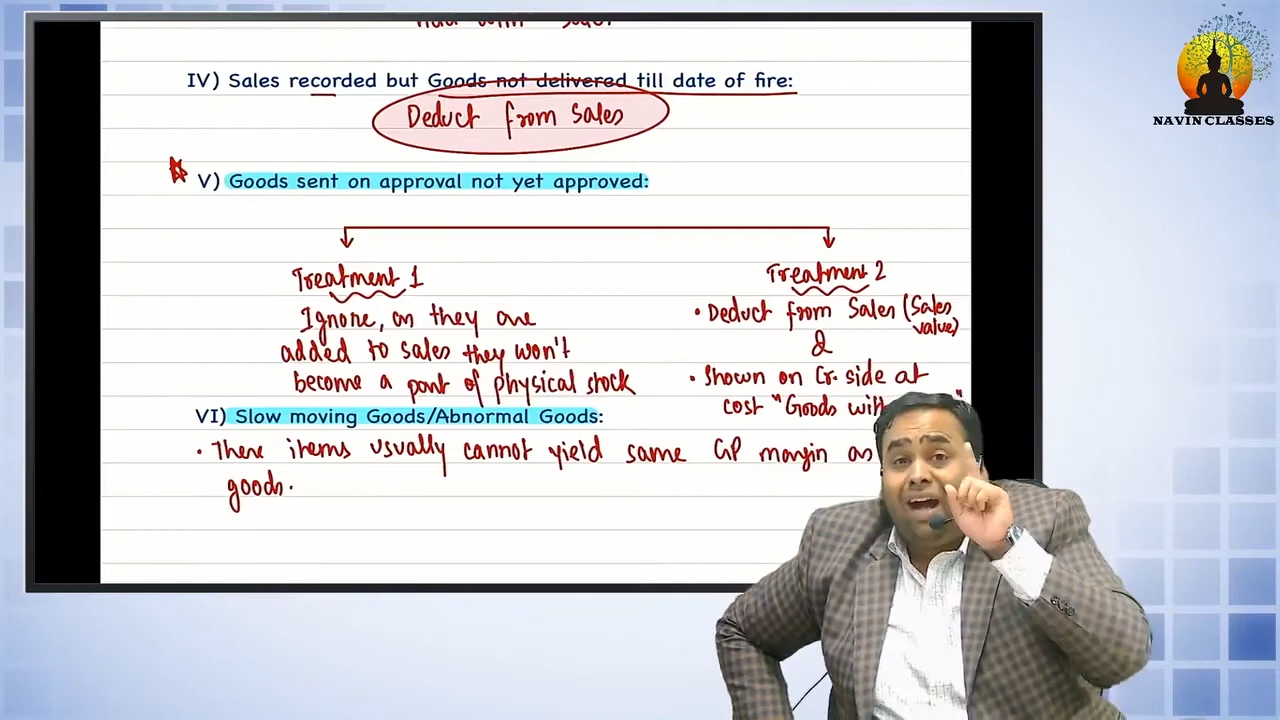 IV) Sales recorded but Goods not delivered till date of fire:
Deduct from Sales
NAVIN CLASSES
V) Goods sent on approval not yet approved:
Treatment 1
Ignore, as they are
added to sales they won't
become a part of physical stock
Treatment 2
• Deduct from Sales (Sales value)
&
• Shown on Cr. side at
cost "Goods with "
VI) Slow moving Goods/Abnormal Goods:
• These items usually cannot yield same GP margin as
goods.